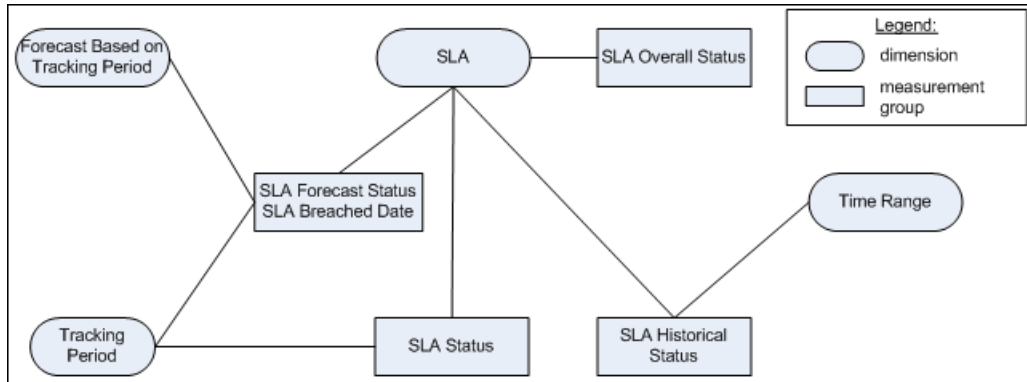 Forecast Based on
Tracking Period
SLA
SLA Overall Status
Legend:
dimension
measurement
group
SLA Forecast Status
SLA Breached Date
Time Range
Tracking
Period
SLA Status
SLA Historical
Status